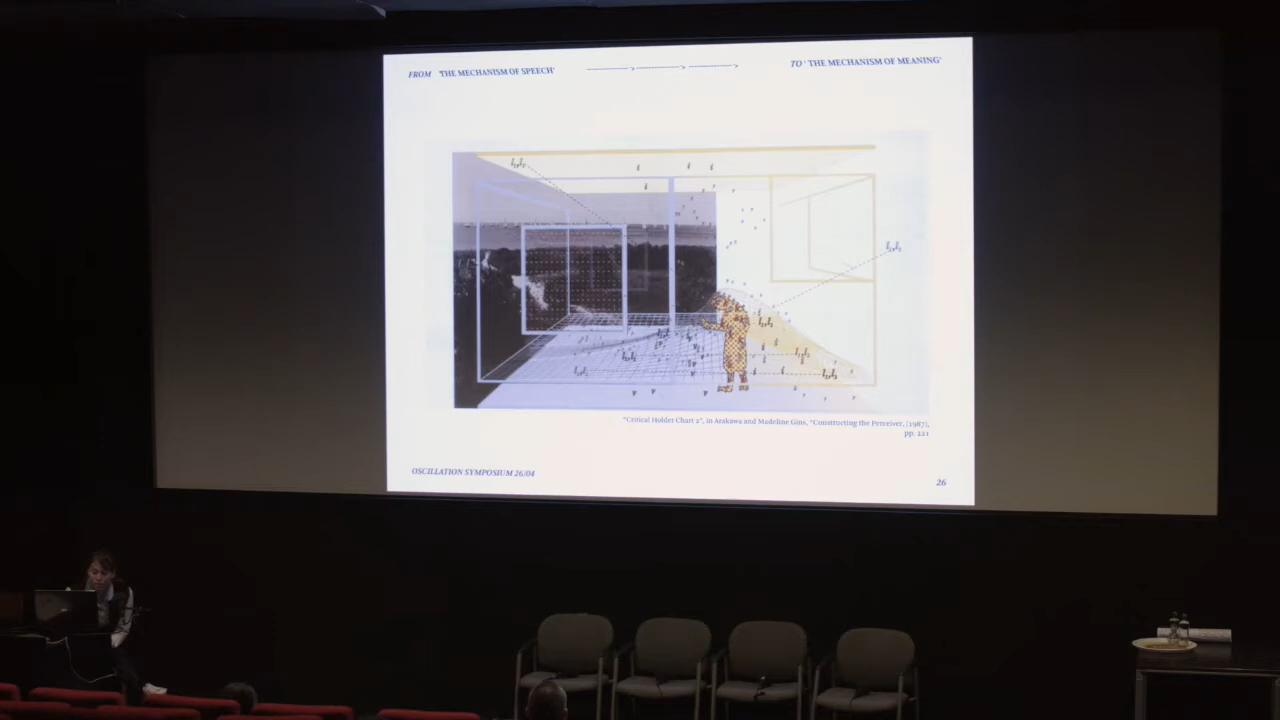 FROM 'THE MECHANISM OF SPEECH' TO ' THE MECHANISM OF MEANING'
"Critical Holder Chart 2", in Arakawa and Madeline Gins, "Constructing the Perceiver, (1987),
pp. 221
OSCILLATION SYMPOSIUM 26/04
26